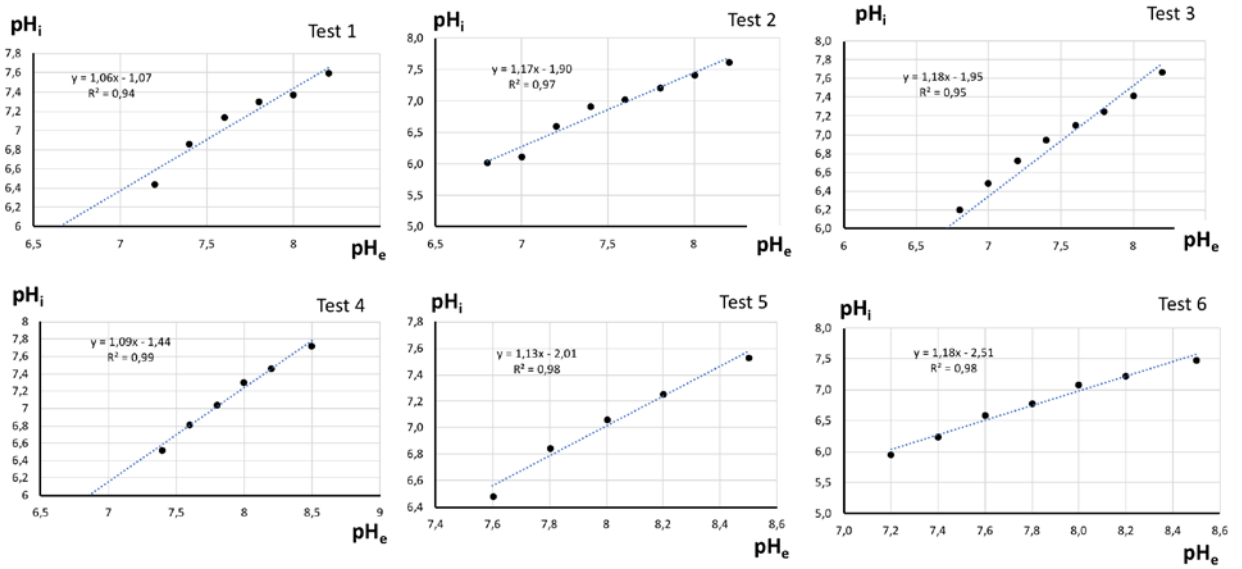 pHi
Test 1
7,8
7,6
7,4
7,2
7
6,8
6,6
6,4
6,2
6
y = 1,06x - 1,07
R² = 0,94
6,5 7 7,5 8
pHe
pHi
Test 2
8,0
7,5
7,0
6,5
6,0
5,5
5,0
y = 1,17x - 1,90
R² = 0,97
6,5 7 7,5 8
pHe
pHi
Test 3
8,0
7,8
7,6
7,4
7,2
7,0
6,8
6,6
6,4
6,2
6,0
y = 1,18x - 1,95
R² = 0,95
6 6,5 7 7,5 8
pHe
pHi
Test 4
8
7,8
7,6
7,4
7,2
7
6,8
6,6
6,4
6,2
6
y = 1,09x - 1,44
R² = 0,99
6,5 7 7,5 8 8,5 9
pHe
pHi
Test 5
7,8
7,6
7,4
7,2
7,0
6,8
6,6
6,4
y = 1,13x - 2,01
R² = 0,98
7,4 7,6 7,8 8 8,2 8,4 8,6
pHe
pHi
Test 6
8,0
7,5
7,0
6,5
6,0
5,5
5,0
y = 1,18x - 2,51
R² = 0,98
7,0 7,2 7,4 7,6 7,8 8,0 8,2 8,4 8,6
pHe